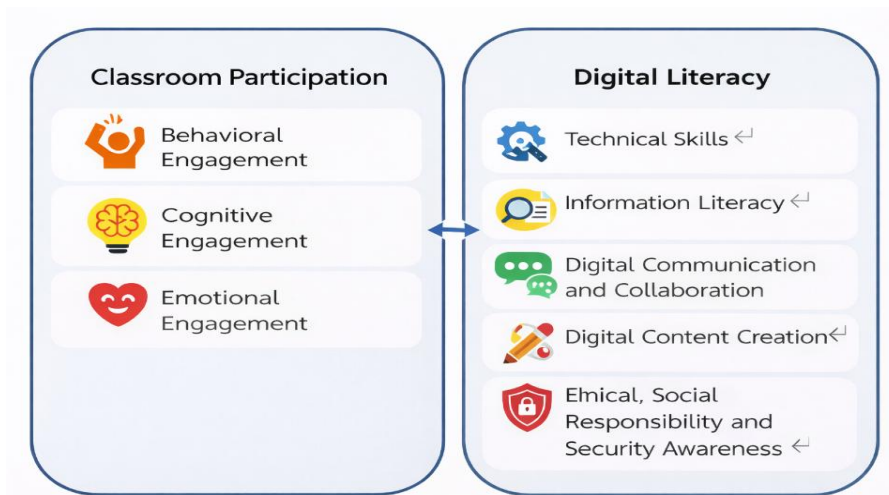 Classroom Participation
Behavioral
Engagement
Cognitive
Engagement
Emotional
Engagement
Digital Literacy
Technical Skills ↵
Information Literacy ↵
Digital Communication
and Collaboration
Digital Content Creation↵
Elhical, Social
Responsibility and
Security Awareness ↵